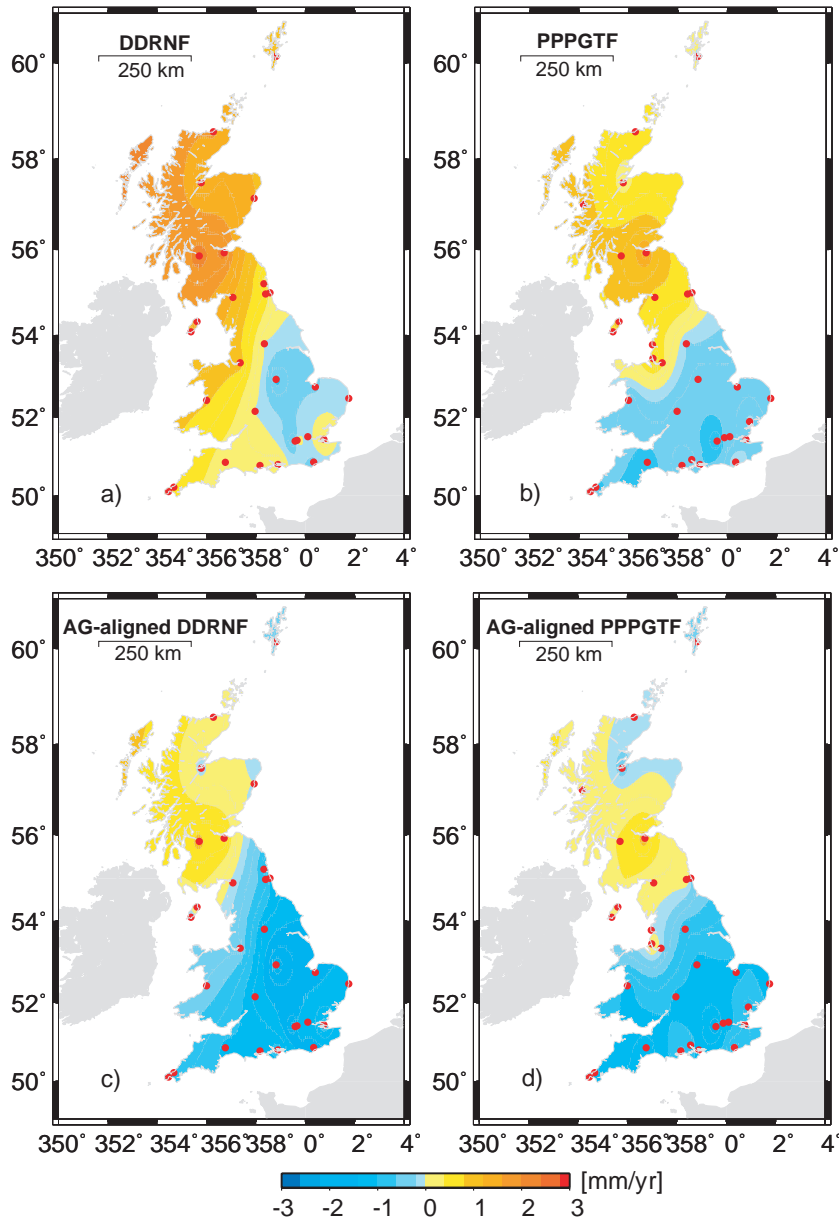 DDRNF
250 km
60˚
58˚
56˚
54˚
52˚
50˚
a)
350˚ 352˚ 354˚ 356˚ 358˚ 0˚ 2˚ 4˚
PPPGTF
250 km
60˚
58˚
56˚
54˚
52˚
50˚
b)
350˚ 352˚ 354˚ 356˚ 358˚ 0˚ 2˚ 4˚
AG-aligned DDRNF
250 km
60˚
58˚
56˚
54˚
52˚
50˚
c)
350˚ 352˚ 354˚ 356˚ 358˚ 0˚ 2˚ 4˚
AG-aligned PPPGTF
250 km
60˚
58˚
56˚
54˚
52˚
50˚
d)
350˚ 352˚ 354˚ 356˚ 358˚ 0˚ 2˚ 4˚
[mm/yr]
-3 -2 -1 0 1 2 3